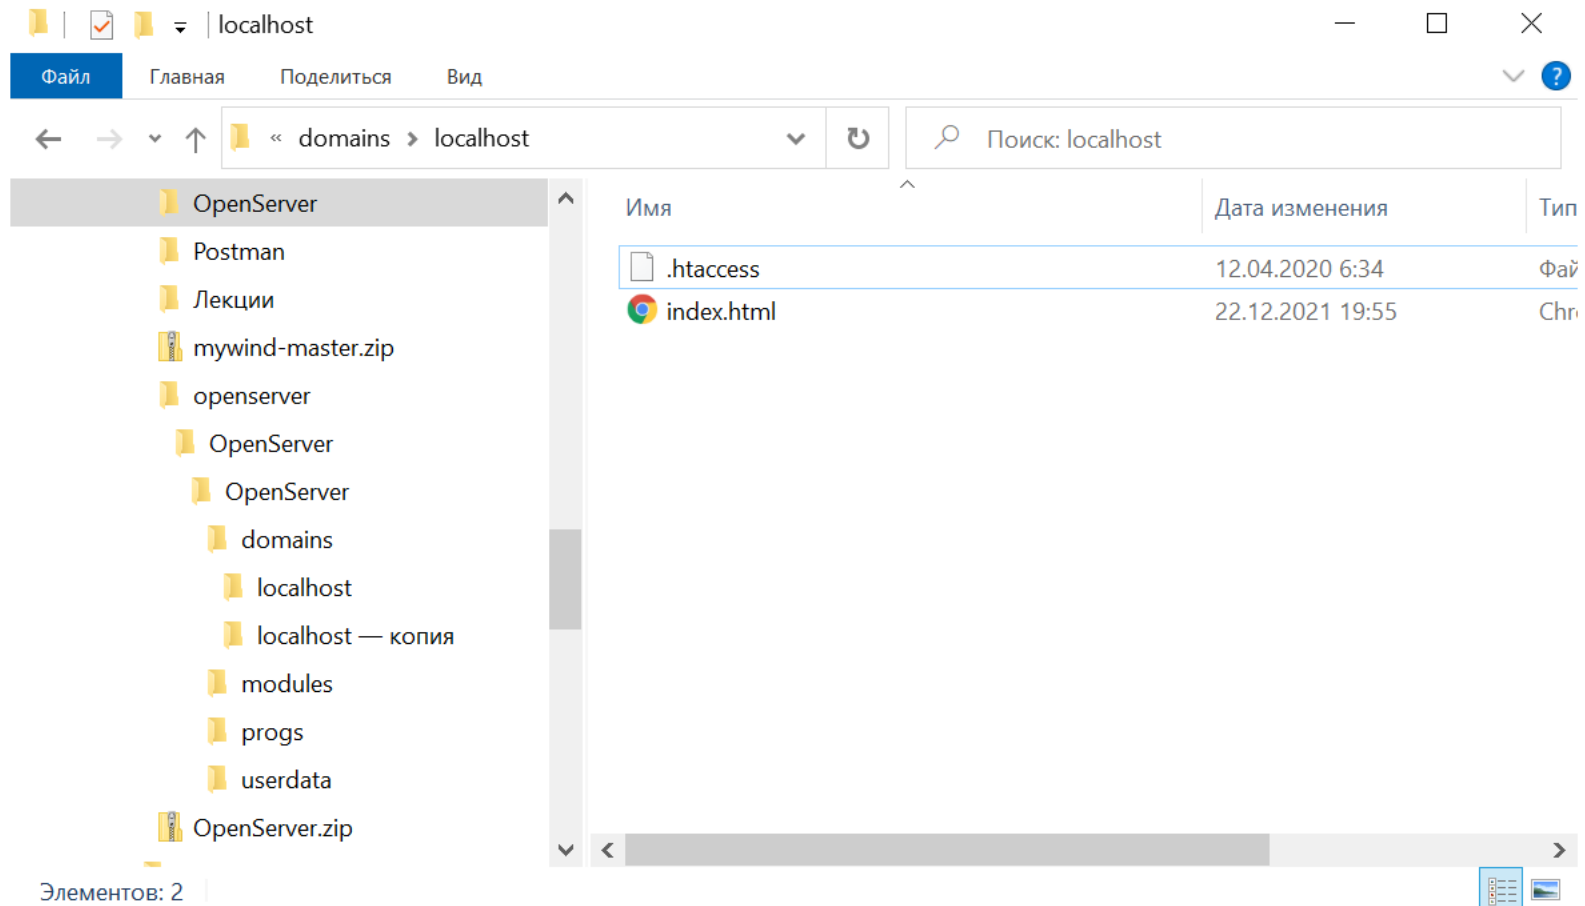 localhost
Файл Главная Поделиться Вид
« domains > localhost Поиск: localhost
OpenServer
Postman
Лекции
mywind-master.zip
openserver
OpenServer
OpenServer
domains
localhost
localhost — копия
modules
progs
userdata
OpenServer.zip
Имя Дата изменения Тип
.htaccess 12.04.2020 6:34 Фай
index.html 22.12.2021 19:55 Chr
Элементов: 2